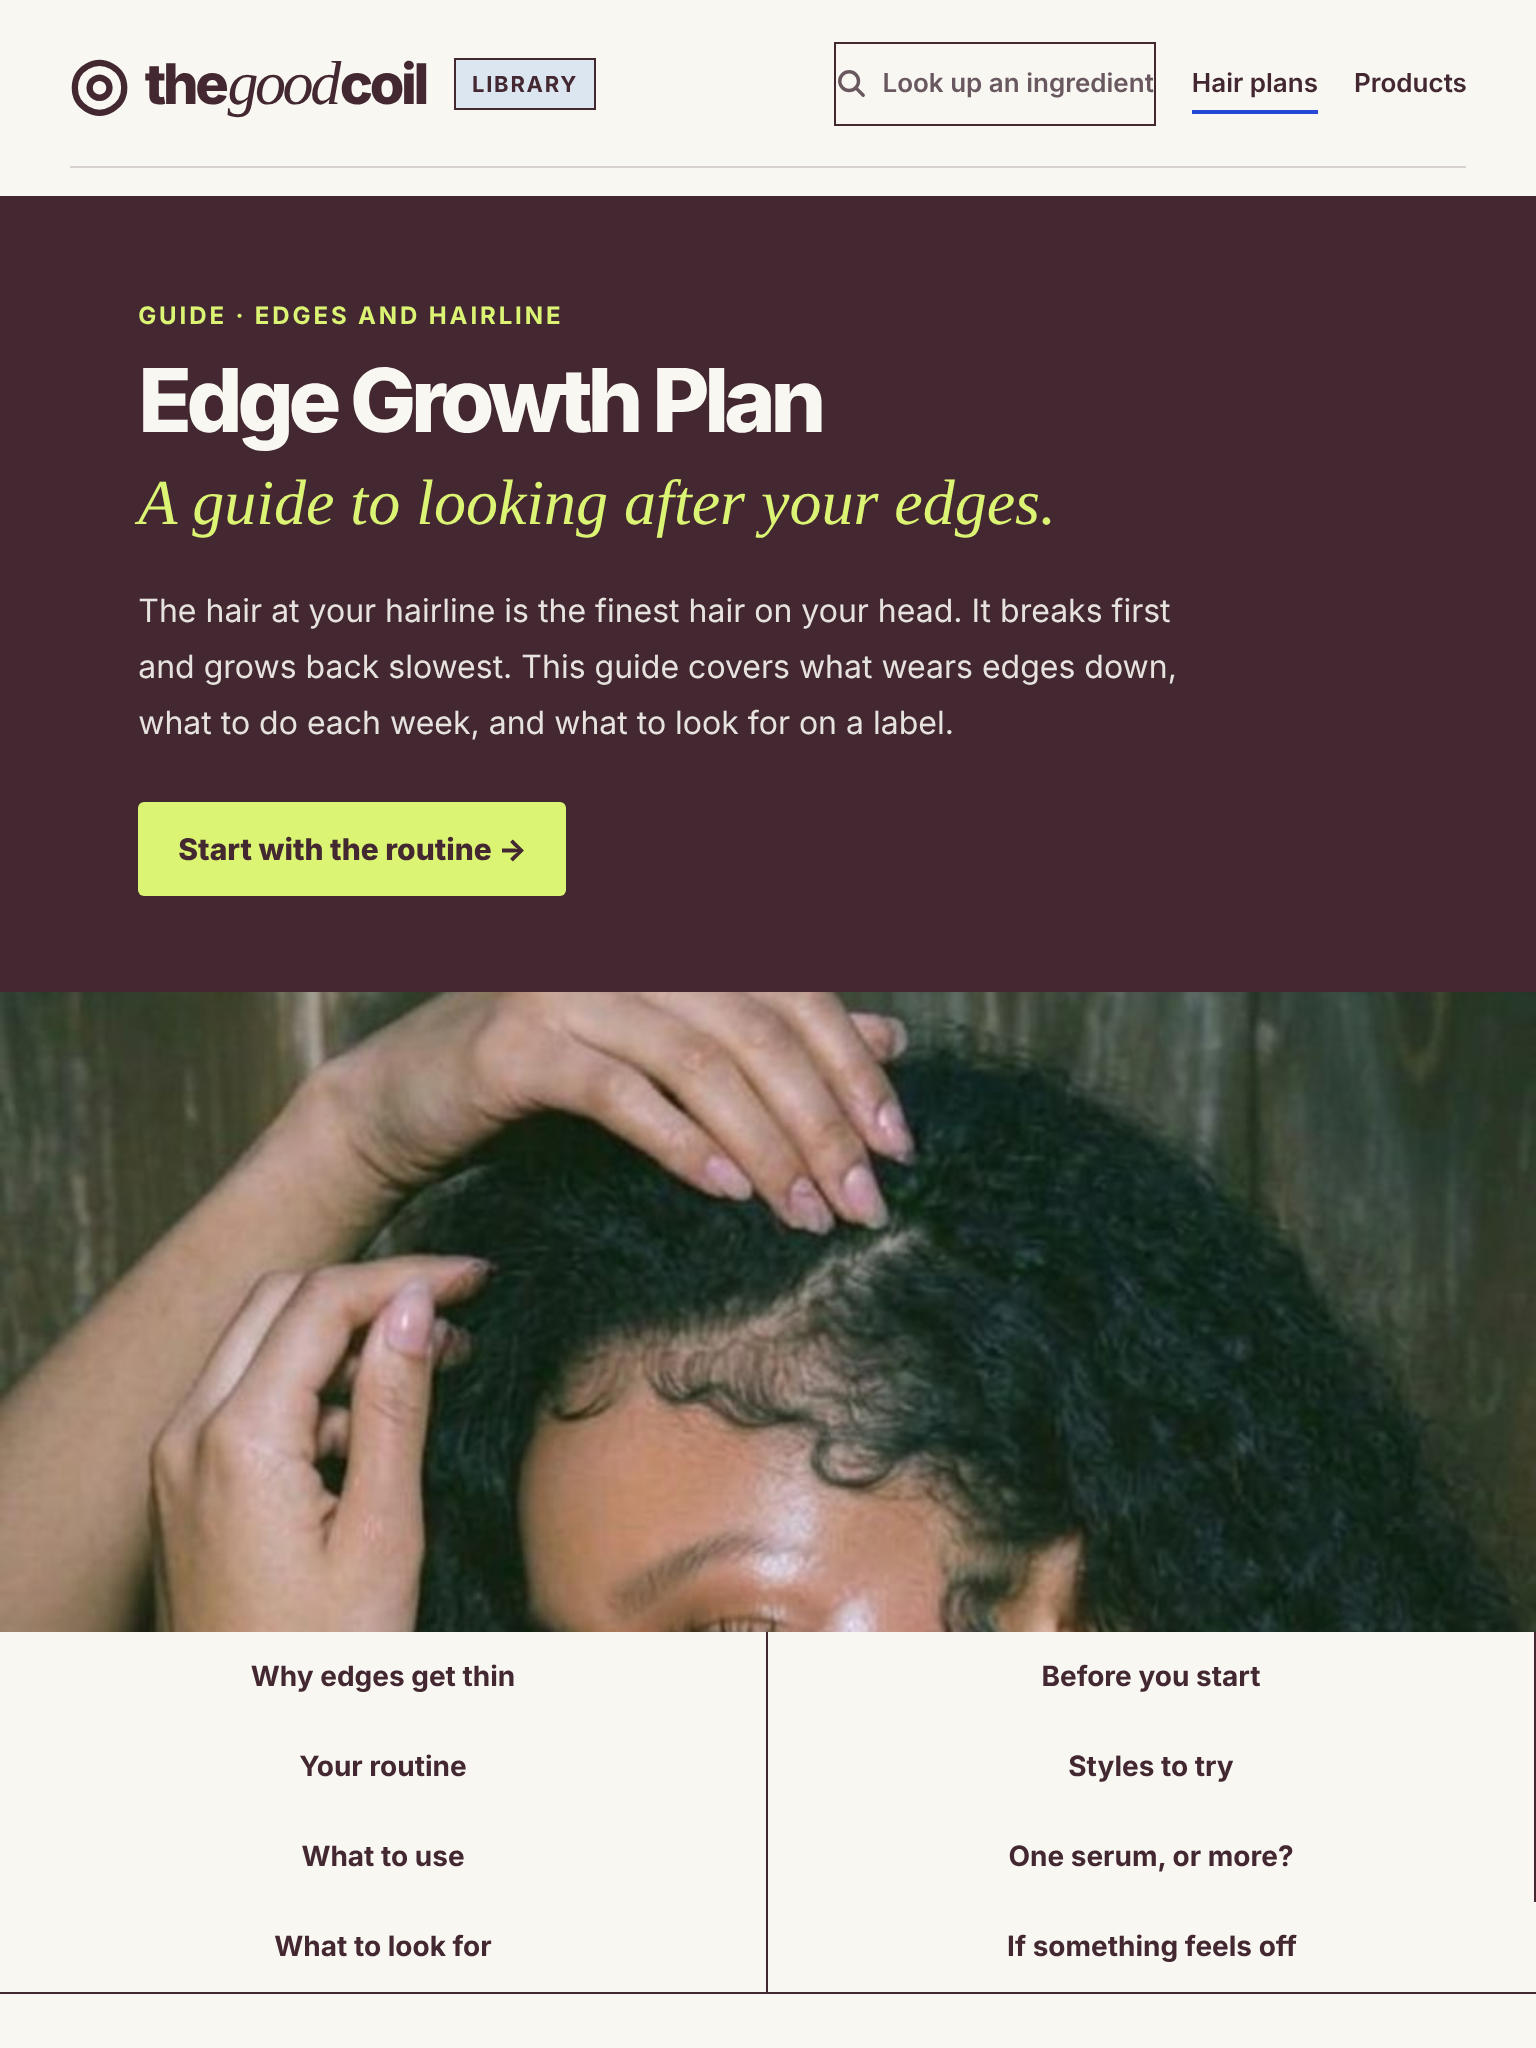 thegoodcoil LIBRARY Look up an ingredient Hair plans Products
GUIDE · EDGES AND HAIRLINE
Edge Growth Plan
A guide to looking after your edges.
The hair at your hairline is the finest hair on your head. It breaks first
and grows back slowest. This guide covers what wears edges down,
what to do each week, and what to look for on a label.
Start with the routine →
Why edges get thin
Before you start
Your routine
Styles to try
What to use
One serum, or more?
What to look for
If something feels off